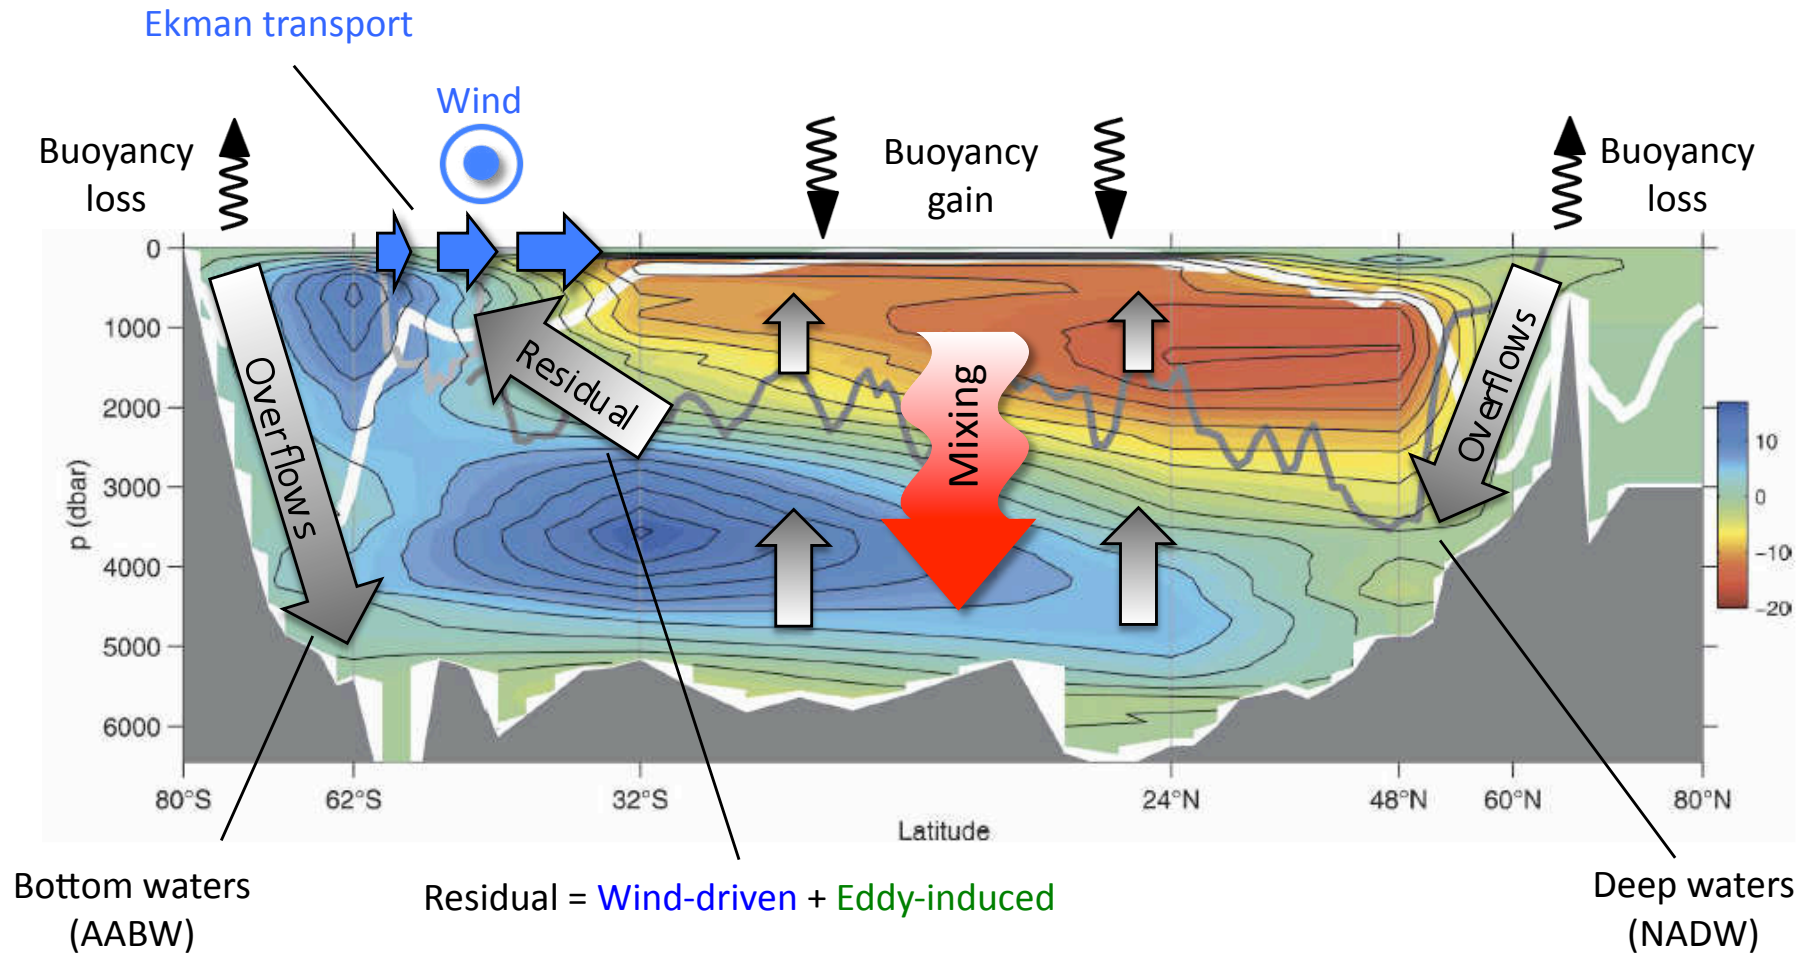 Ekman transport
Wind
Buoyancy
loss
Buoyancy
gain
Buoyancy
loss
0
1000
2000
3000
4000
5000
6000
p (dbar)
Overflows
Residual
Mixing
Overflows
10
0
−10
−20
80°S
62°S
32°S
24°N
48°N
60°N
80°N
Latitude
Bottom waters
(AABW)
Residual = Wind-driven + Eddy-induced
Deep waters
(NADW)